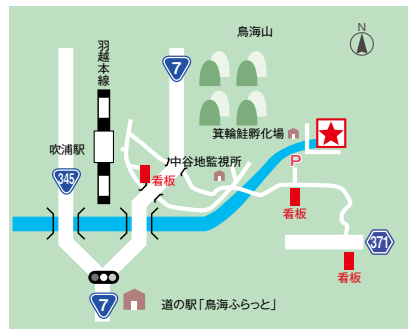 鳥海山
N
羽越本線
7
箕輪鮭孵化場
吹浦駅
ノ中谷地監視所
P
345
看板
看板
371
看板
7
道の駅「鳥海ふらっと」